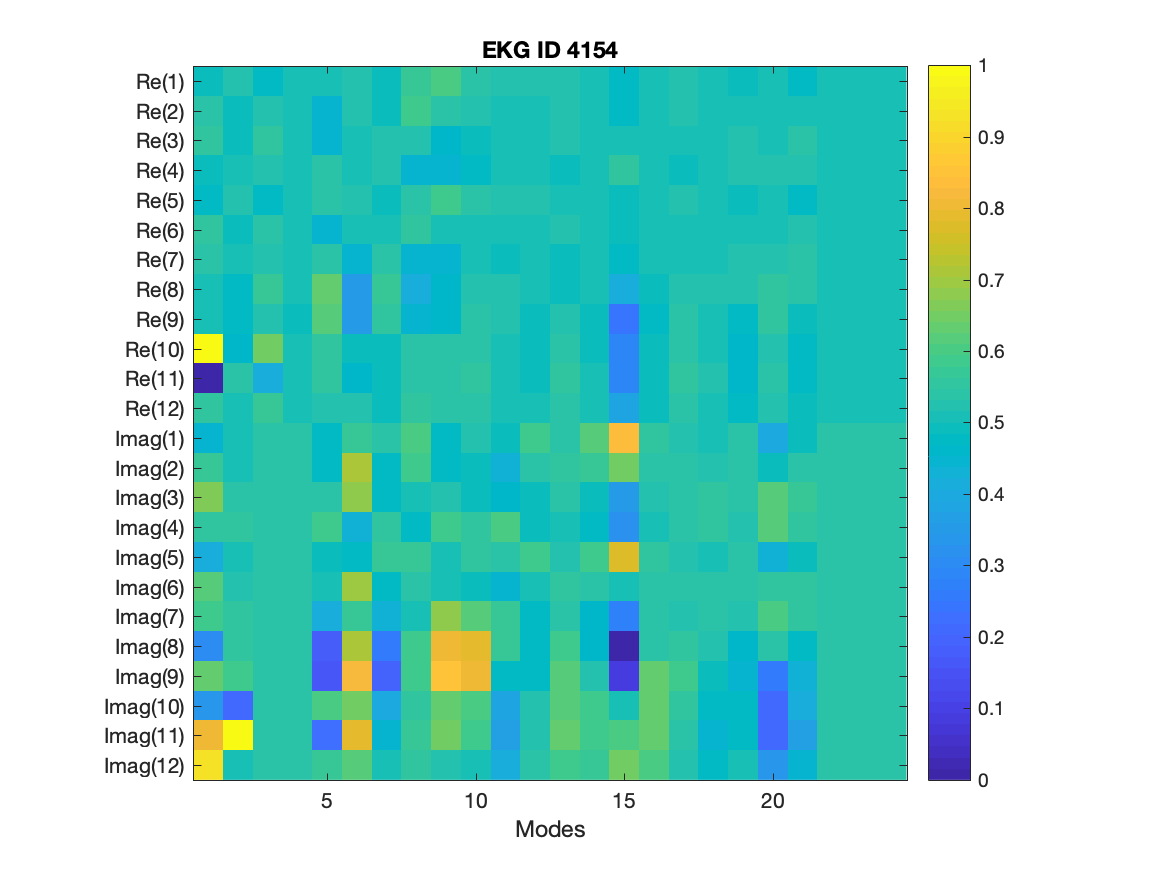 EKG ID 4154
Re(1)
Re(2)
Re(3)
Re(4)
Re(5)
Re(6)
Re(7)
Re(8)
Re(9)
Re(10)
Re(11)
Re(12)
Imag(1)
Imag(2)
Imag(3)
Imag(4)
Imag(5)
Imag(6)
Imag(7)
Imag(8)
Imag(9)
Imag(10)
Imag(11)
Imag(12)
5 10 15 20
Modes
1
0.9
0.8
0.7
0.6
0.5
0.4
0.3
0.2
0.1
0